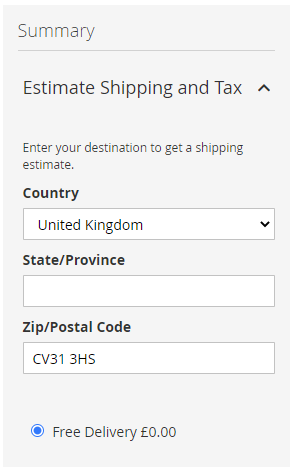 Summary
Estimate Shipping and Tax
Enter your destination to get a shipping
estimate.
Country
United Kingdom
State/Province
Zip/Postal Code
CV31 3HS
Free Delivery £0.00